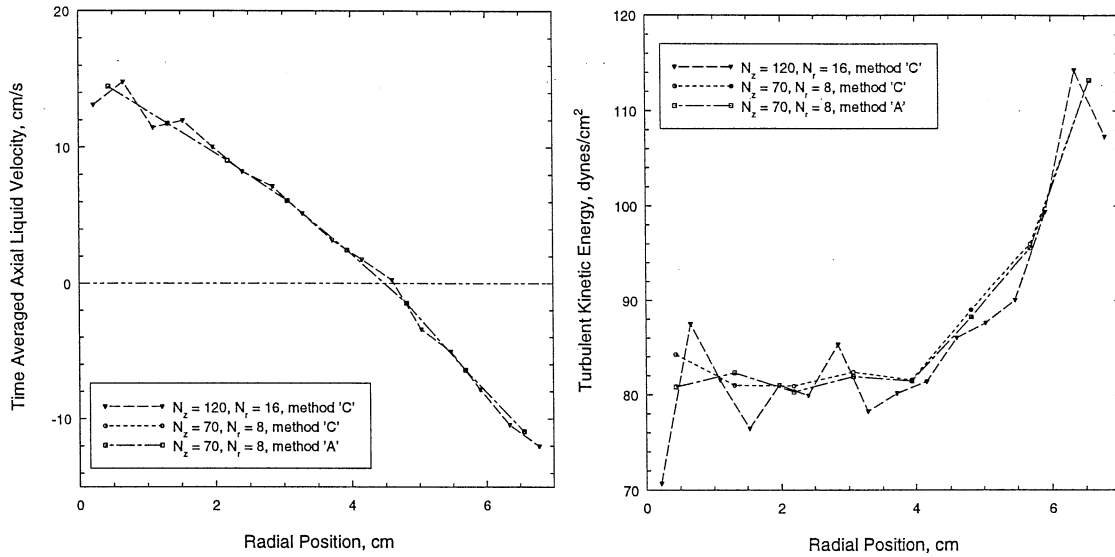 Time Averaged Axial Liquid Velocity, cm/s
20
10
0
-10
N_z = 120, N_r = 16, method 'C'
N_z = 70, N_r = 8, method 'C'
N_z = 70, N_r = 8, method 'A'
0
2
4
6
Radial Position, cm
Turbulent Kinetic Energy, dynes/cm²
120
110
100
90
80
70
N_z = 120, N_r = 16, method 'C'
N_z = 70, N_r = 8, method 'C'
N_z = 70, N_r = 8, method 'A'
0
2
4
6
Radial Position, cm